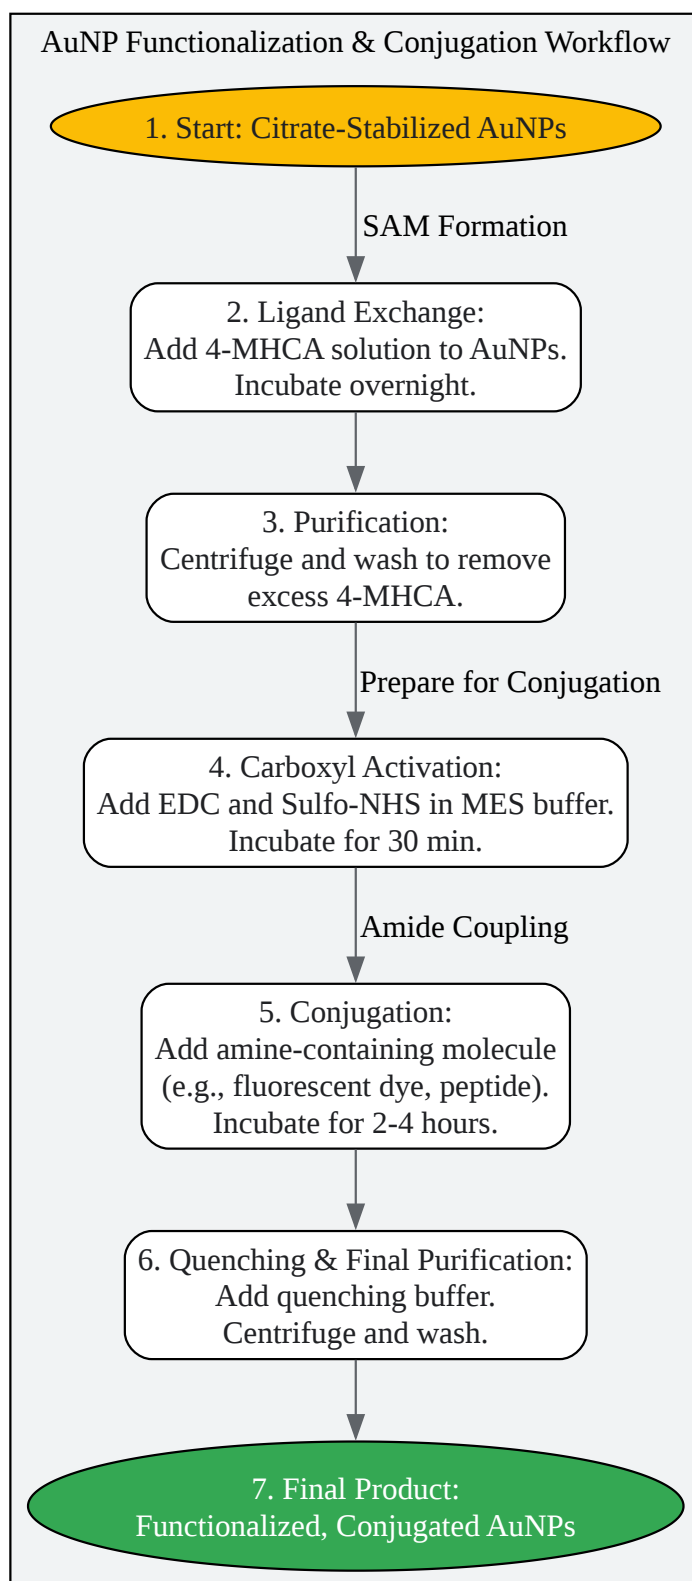 AuNP Functionalization & Conjugation Workflow
1. Start: Citrate-Stabilized AuNPs
SAM Formation
2. Ligand Exchange:
Add 4-MHCA solution to AuNPs.
Incubate overnight.
3. Purification:
Centrifuge and wash to remove
excess 4-MHCA.
Prepare for Conjugation
4. Carboxyl Activation:
Add EDC and Sulfo-NHS in MES buffer.
Incubate for 30 min.
Amide Coupling
5. Conjugation:
Add amine-containing molecule
(e.g., fluorescent dye, peptide).
Incubate for 2-4 hours.
6. Quenching & Final Purification:
Add quenching buffer.
Centrifuge and wash.
7. Final Product:
Functionalized, Conjugated AuNPs